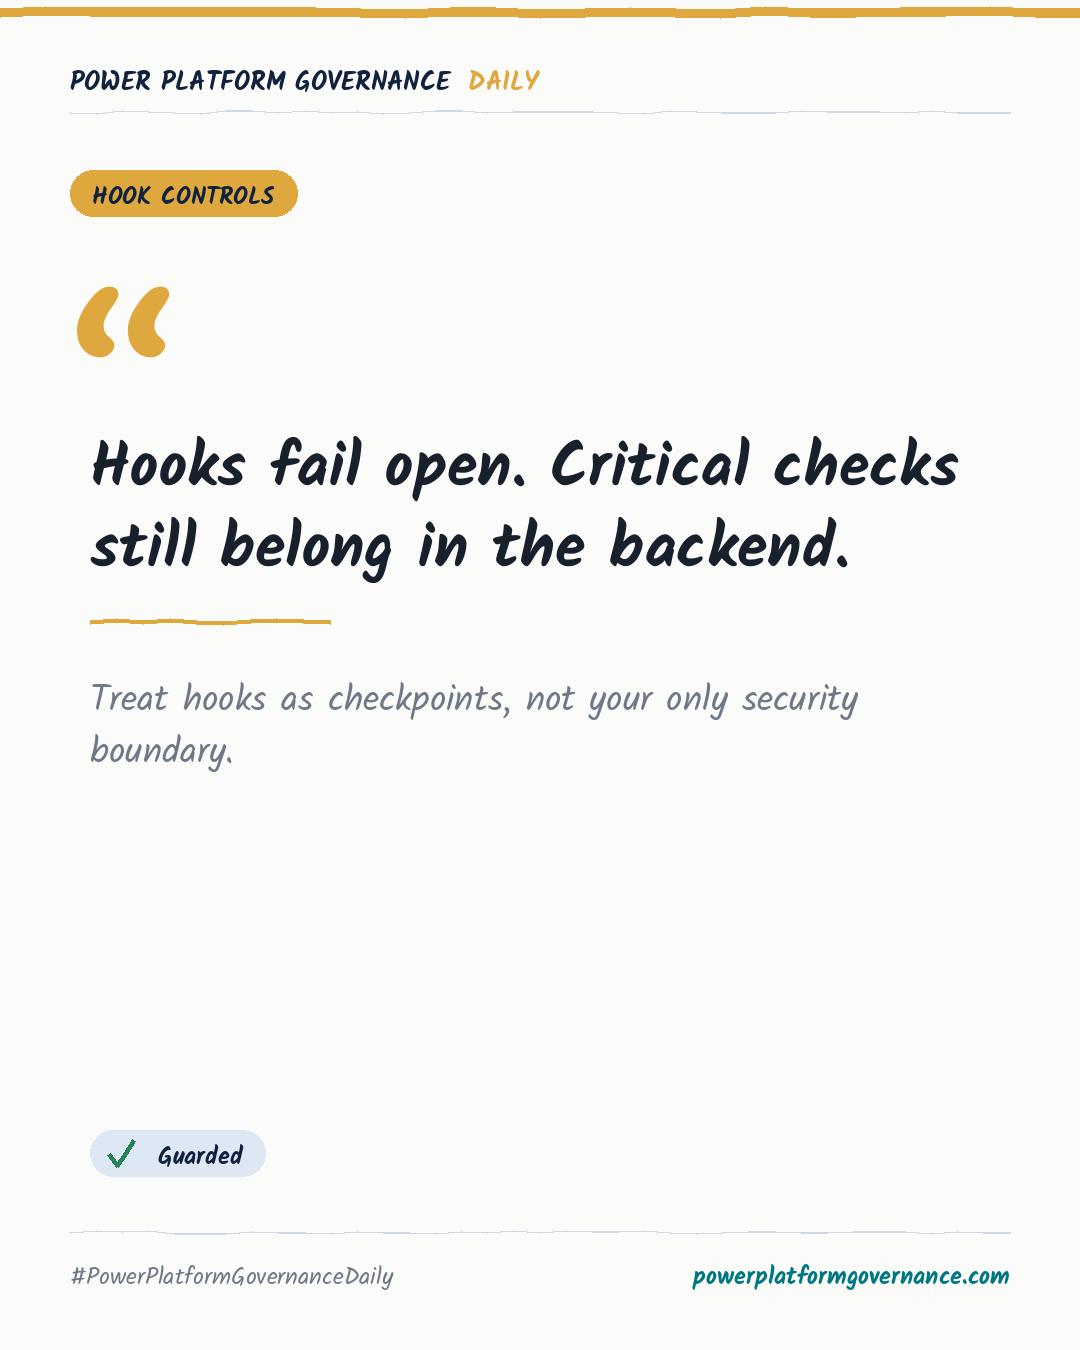 POWER PLATFORM GOVERNANCE DAILY
HOOK CONTROLS
“
Hooks fail open. Critical checks
still belong in the backend.
Treat hooks as checkpoints, not your only security
boundary.
Guarded
#PowerPlatformGovernanceDaily
powerplatformgovernance.com